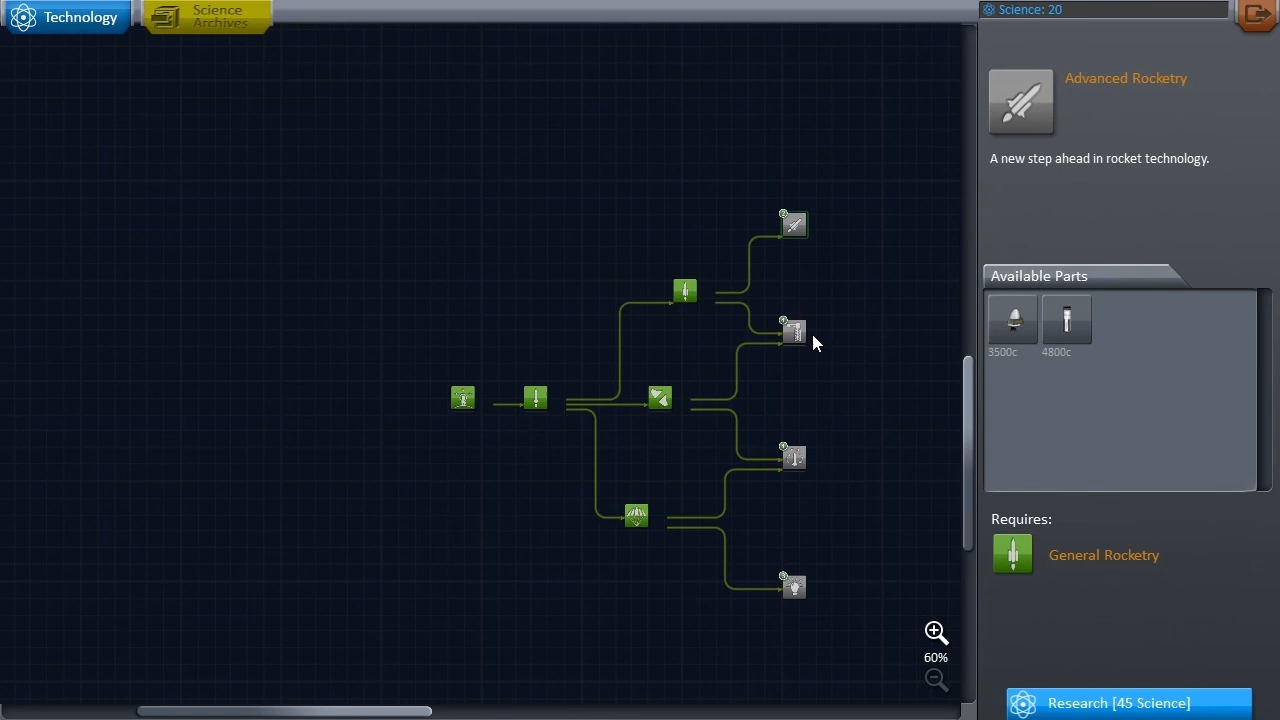 Technology
Science
Archives
Science: 20
Advanced Rocketry
A new step ahead in rocket technology.
Available Parts
3500c
4800c
Requires:
General Rocketry
60%
Research [45 Science]